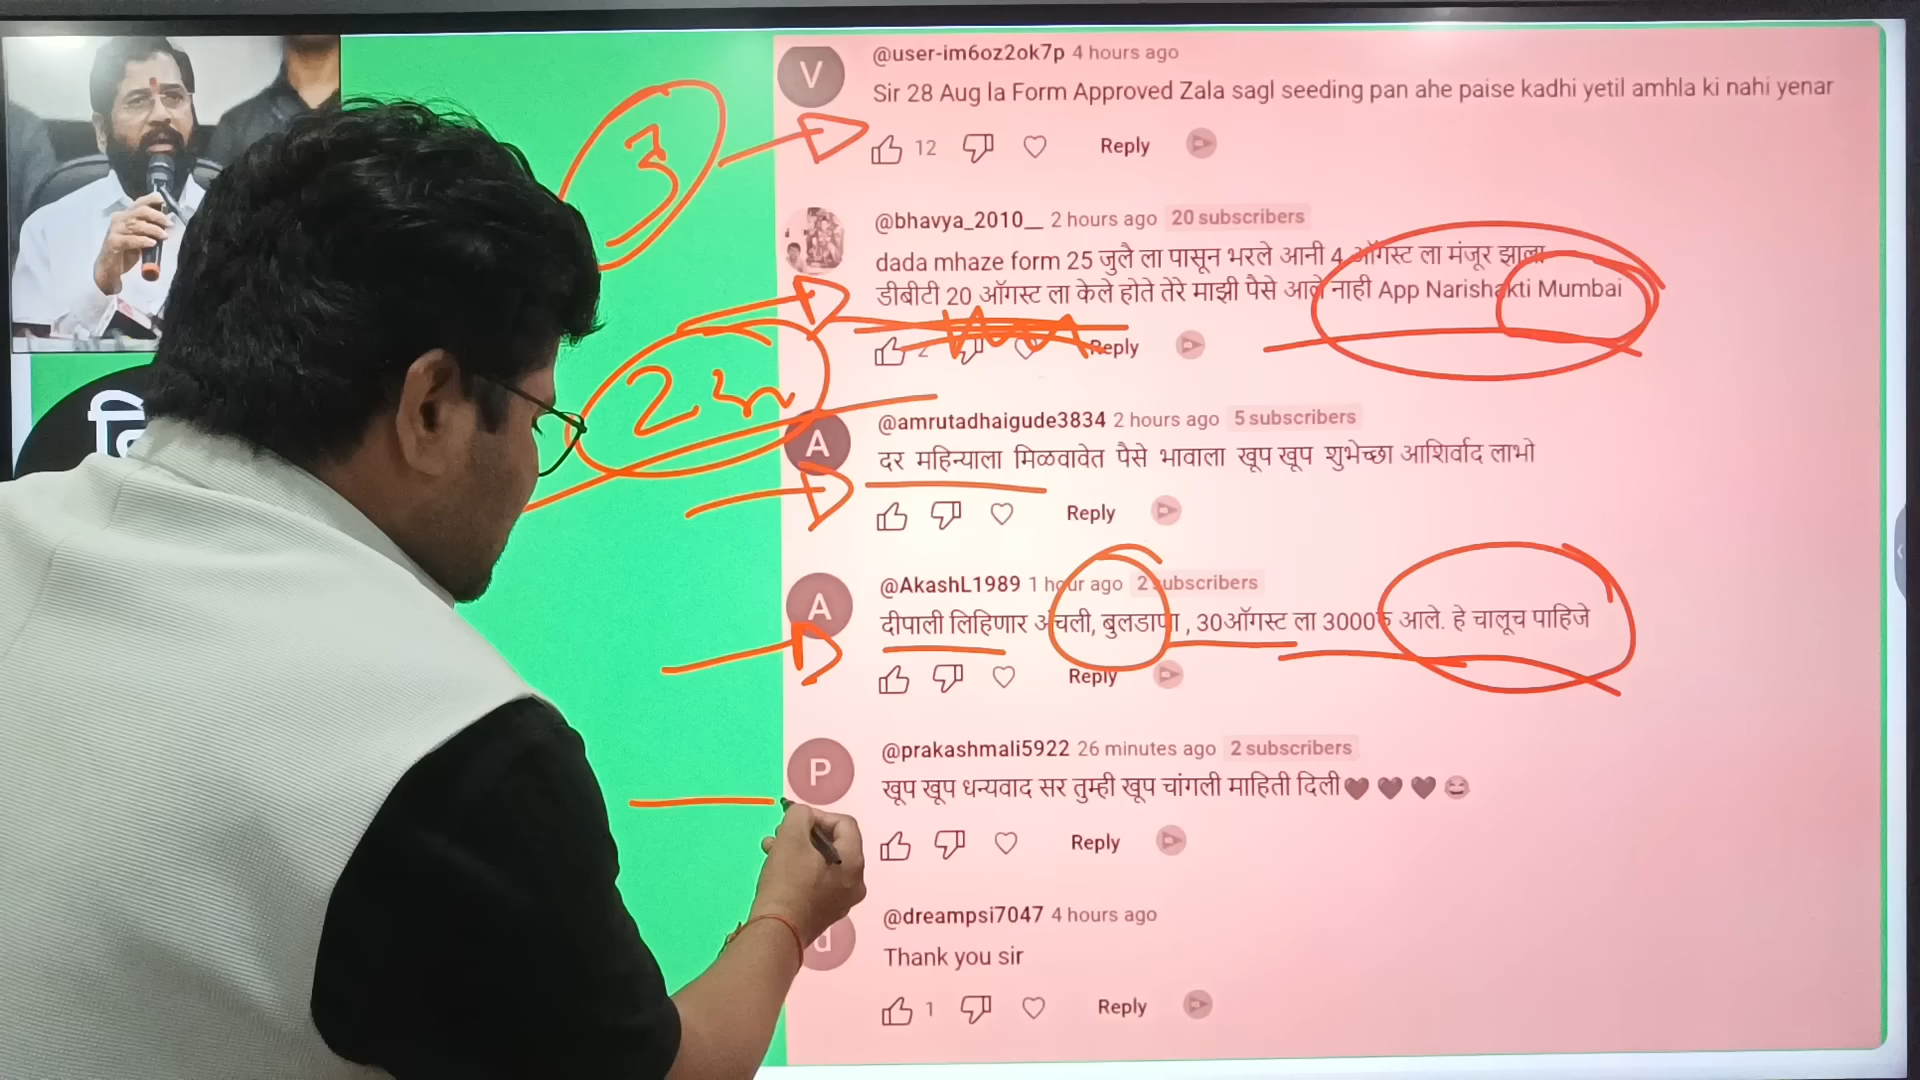 @user-im6oz2ok7p 4 hours ago
Sir 28 Aug la Form Approved Zala sagl seeding pan ahe paise kadhi yetil amhla ki nahi yenar
12 Reply
@bhavya_2010__ 2 hours ago 20 subscribers
dada mhaze form 25 जुलै ला पासून भरले आनी 4 ऑगस्ट ला मंजूर झाला
डीबीटी 20 ऑगस्ट ला केले होते तेरे माझी पैसे आले नाही App Narishakti Mumbai
2 Reply
@amrutadhaigude3834 2 hours ago 5 subscribers
दर महिन्याला मिळवावेत पैसे भावाला खूप खूप शुभेच्छा आशिर्वाद लाभो
Reply
@AkashL1989 1 hour ago 2 subscribers
दीपाली लिहिणार अंचली, बुलडाणा , 30ऑगस्ट ला 3000रु आले. हे चालूच पाहिजे
Reply
@prakashmali5922 26 minutes ago 2 subscribers
खूप खूप धन्यवाद सर तुम्ही खूप चांगली माहिती दिली🖤 🖤 🖤 😂
Reply
@dreampsi7047 4 hours ago
Thank you sir
1 Reply
V
A
A
P
d